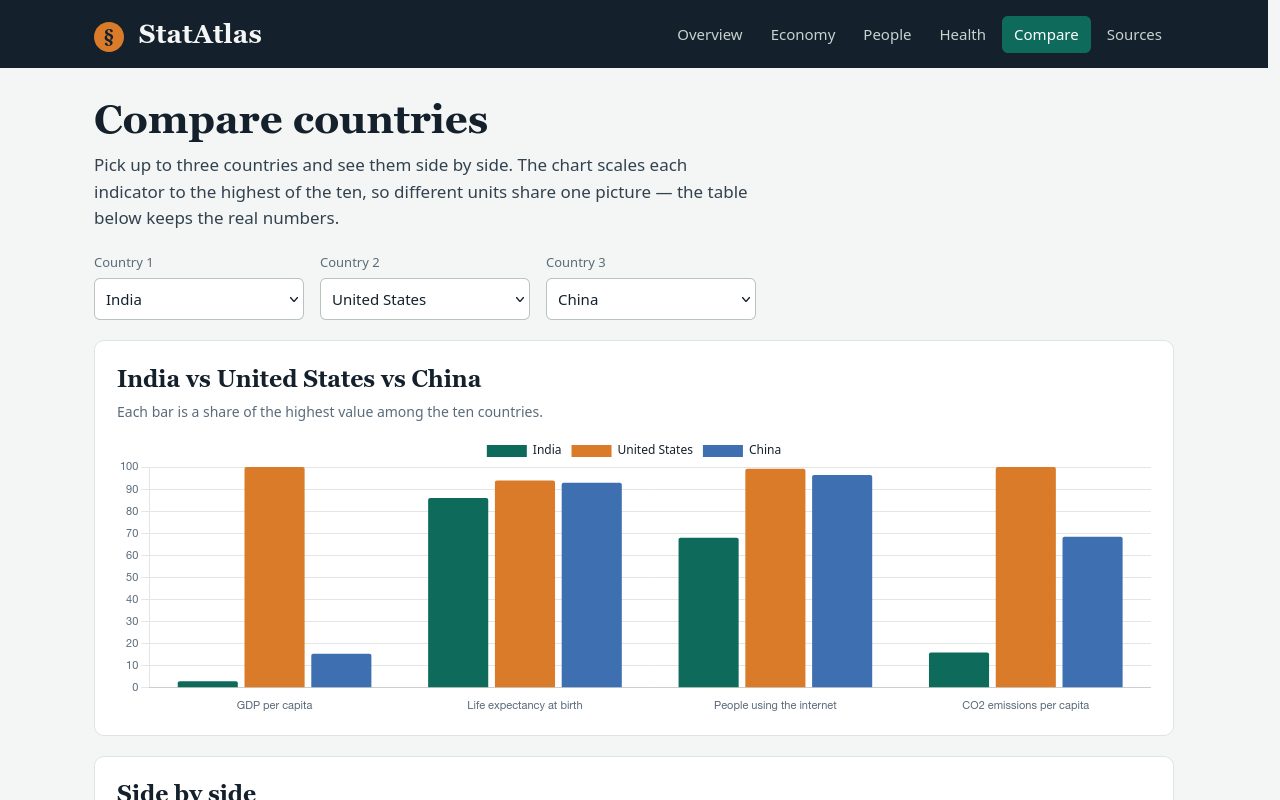 § StatAtlas
Overview Economy People Health Compare Sources
Compare countries
Pick up to three countries and see them side by side. The chart scales each
indicator to the highest of the ten, so different units share one picture — the table
below keeps the real numbers.
Country 1 Country 2 Country 3
India United States China
India vs United States vs China
Each bar is a share of the highest value among the ten countries.
India United States China
100
90
80
70
60
50
40
30
20
10
0
GDP per capita Life expectancy at birth People using the internet CO2 emissions per capita
Side by side